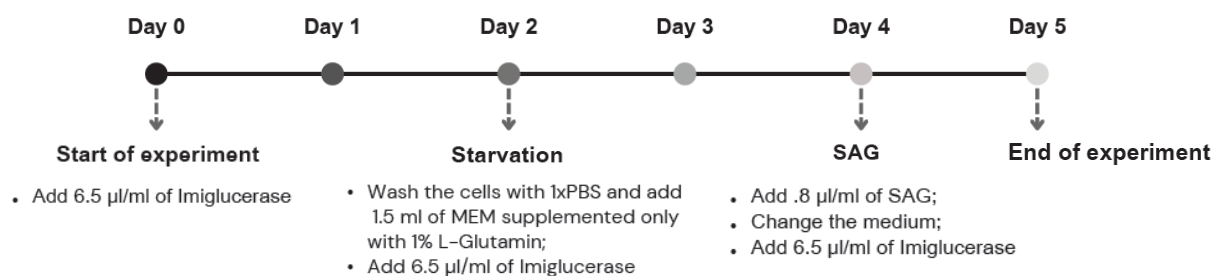 Day 0 Day 1 Day 2 Day 3 Day 4 Day 5
Start of experiment
• Add 6.5 µl/ml of Imiglucerase
Starvation
• Wash the cells with 1xPBS and add
1.5 ml of MEM supplemented only
with 1% L-Glutamin;
• Add 6.5 µl/ml of Imiglucerase
SAG
• Add .8 µl/ml of SAG;
• Change the medium;
• Add 6.5 µl/ml of Imiglucerase
End of experiment